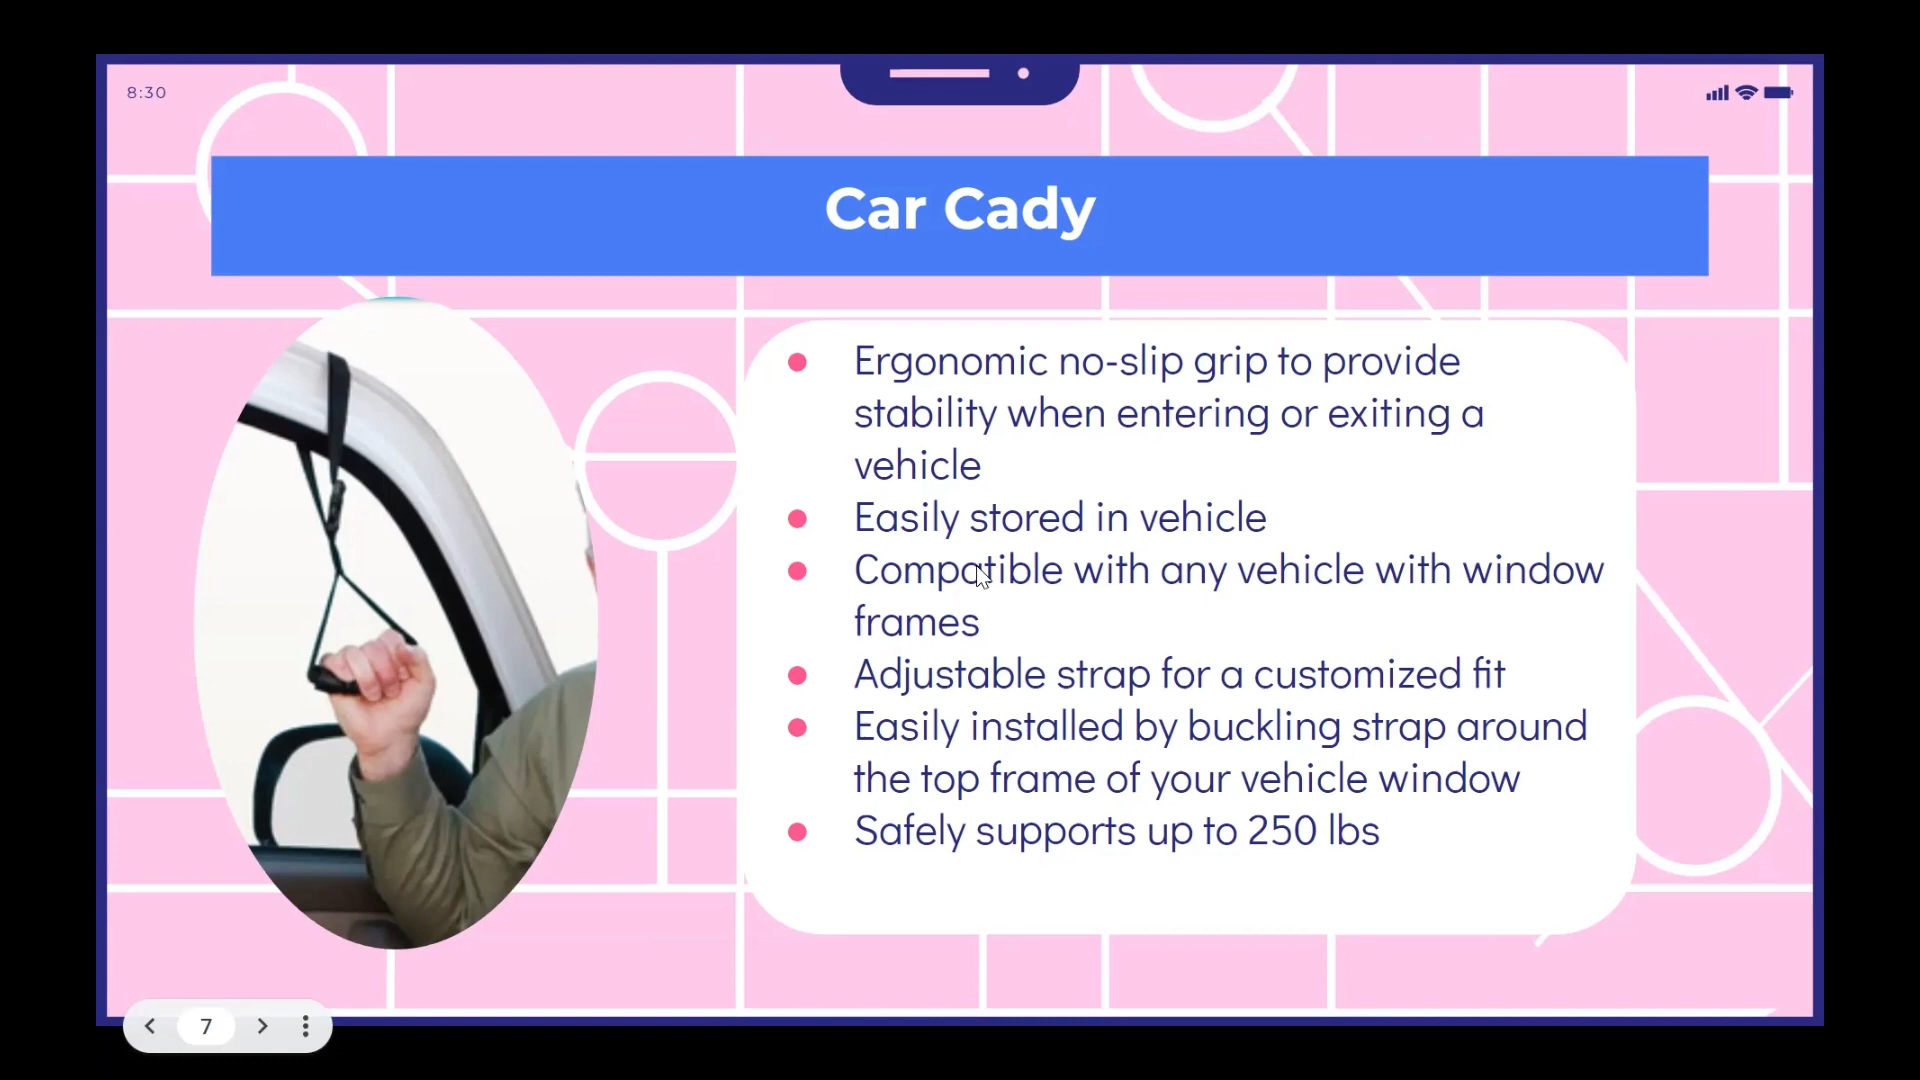 8:30
Car Cady
Ergonomic no-slip grip to provide
stability when entering or exiting a
vehicle
Easily stored in vehicle
Compatible with any vehicle with window
frames
Adjustable strap for a customized fit
Easily installed by buckling strap around
the top frame of your vehicle window
Safely supports up to 250 lbs
7